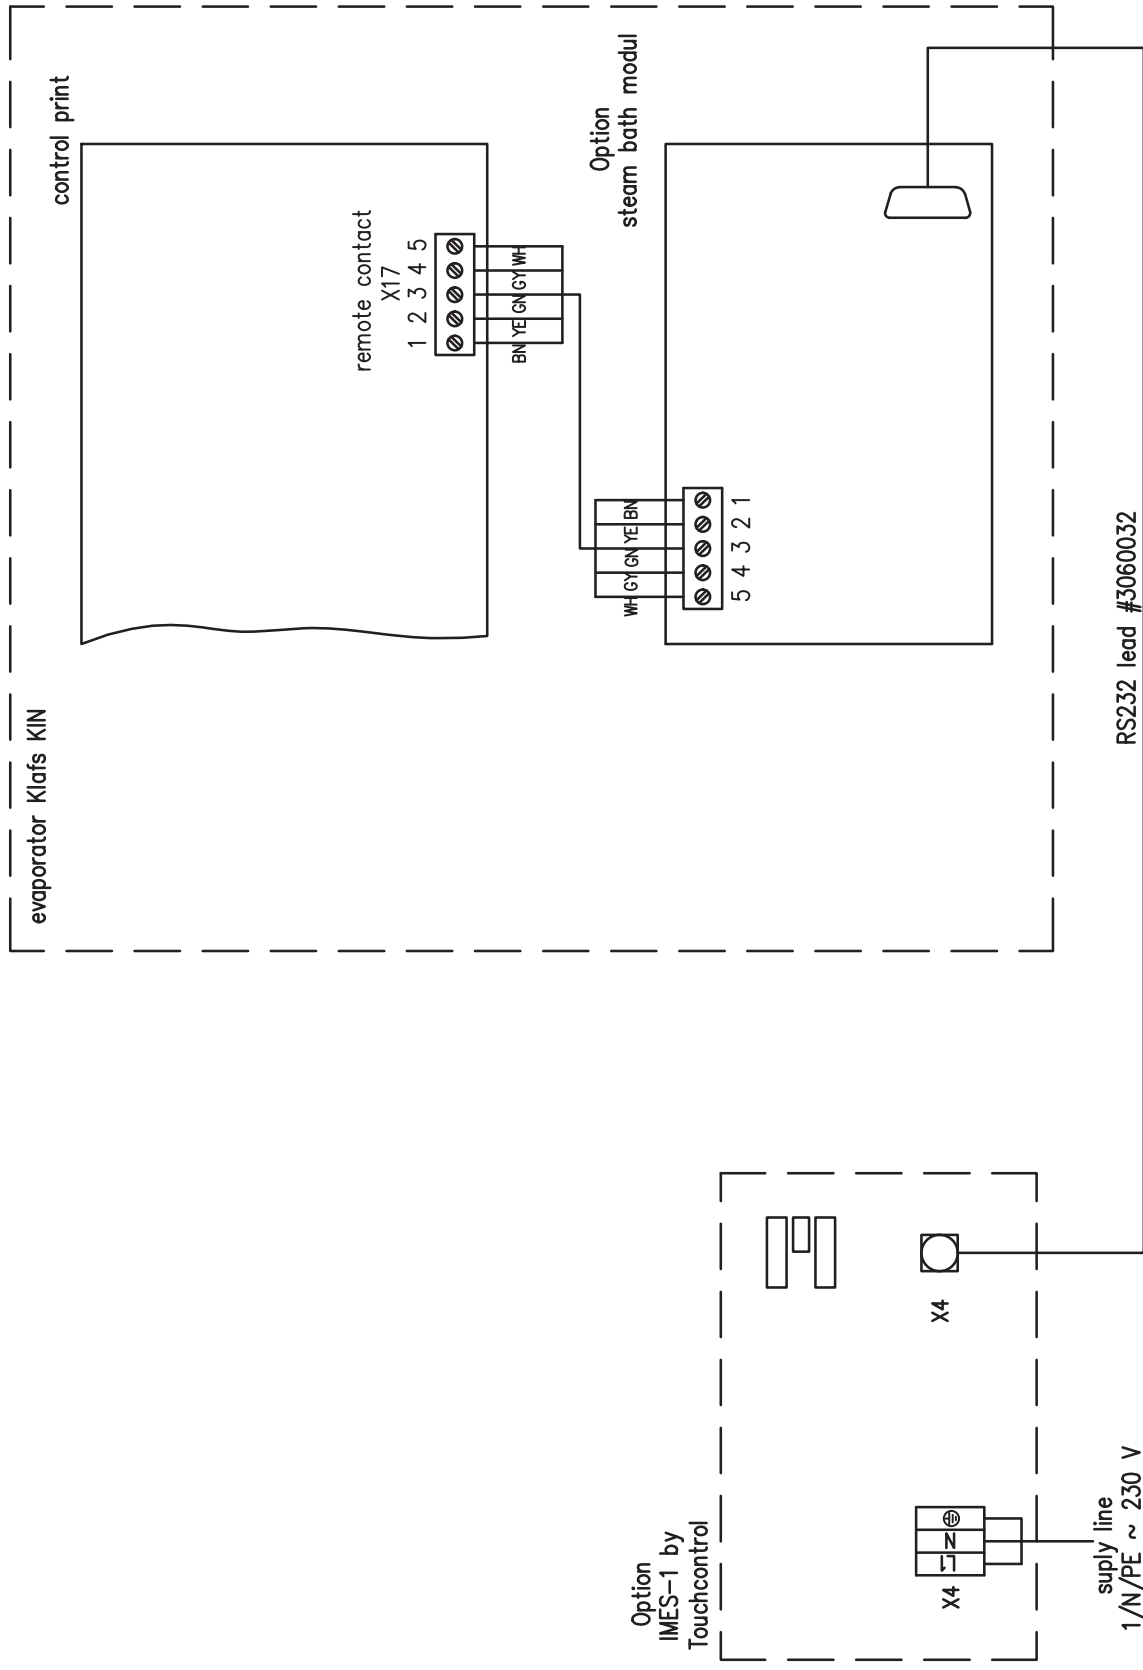 evaporator Klafs KIN
control print
remote contact
X17
1 2 3 4 5
BN YE GN GY WH
Option
steam bath modul
WH GY GN YE BN
5 4 3 2 1
Option
IMES-1 by
Touchcontrol
X4
L1 N
X4
suply line
1/N/PE ~ 230 V
RS232 lead #3060032